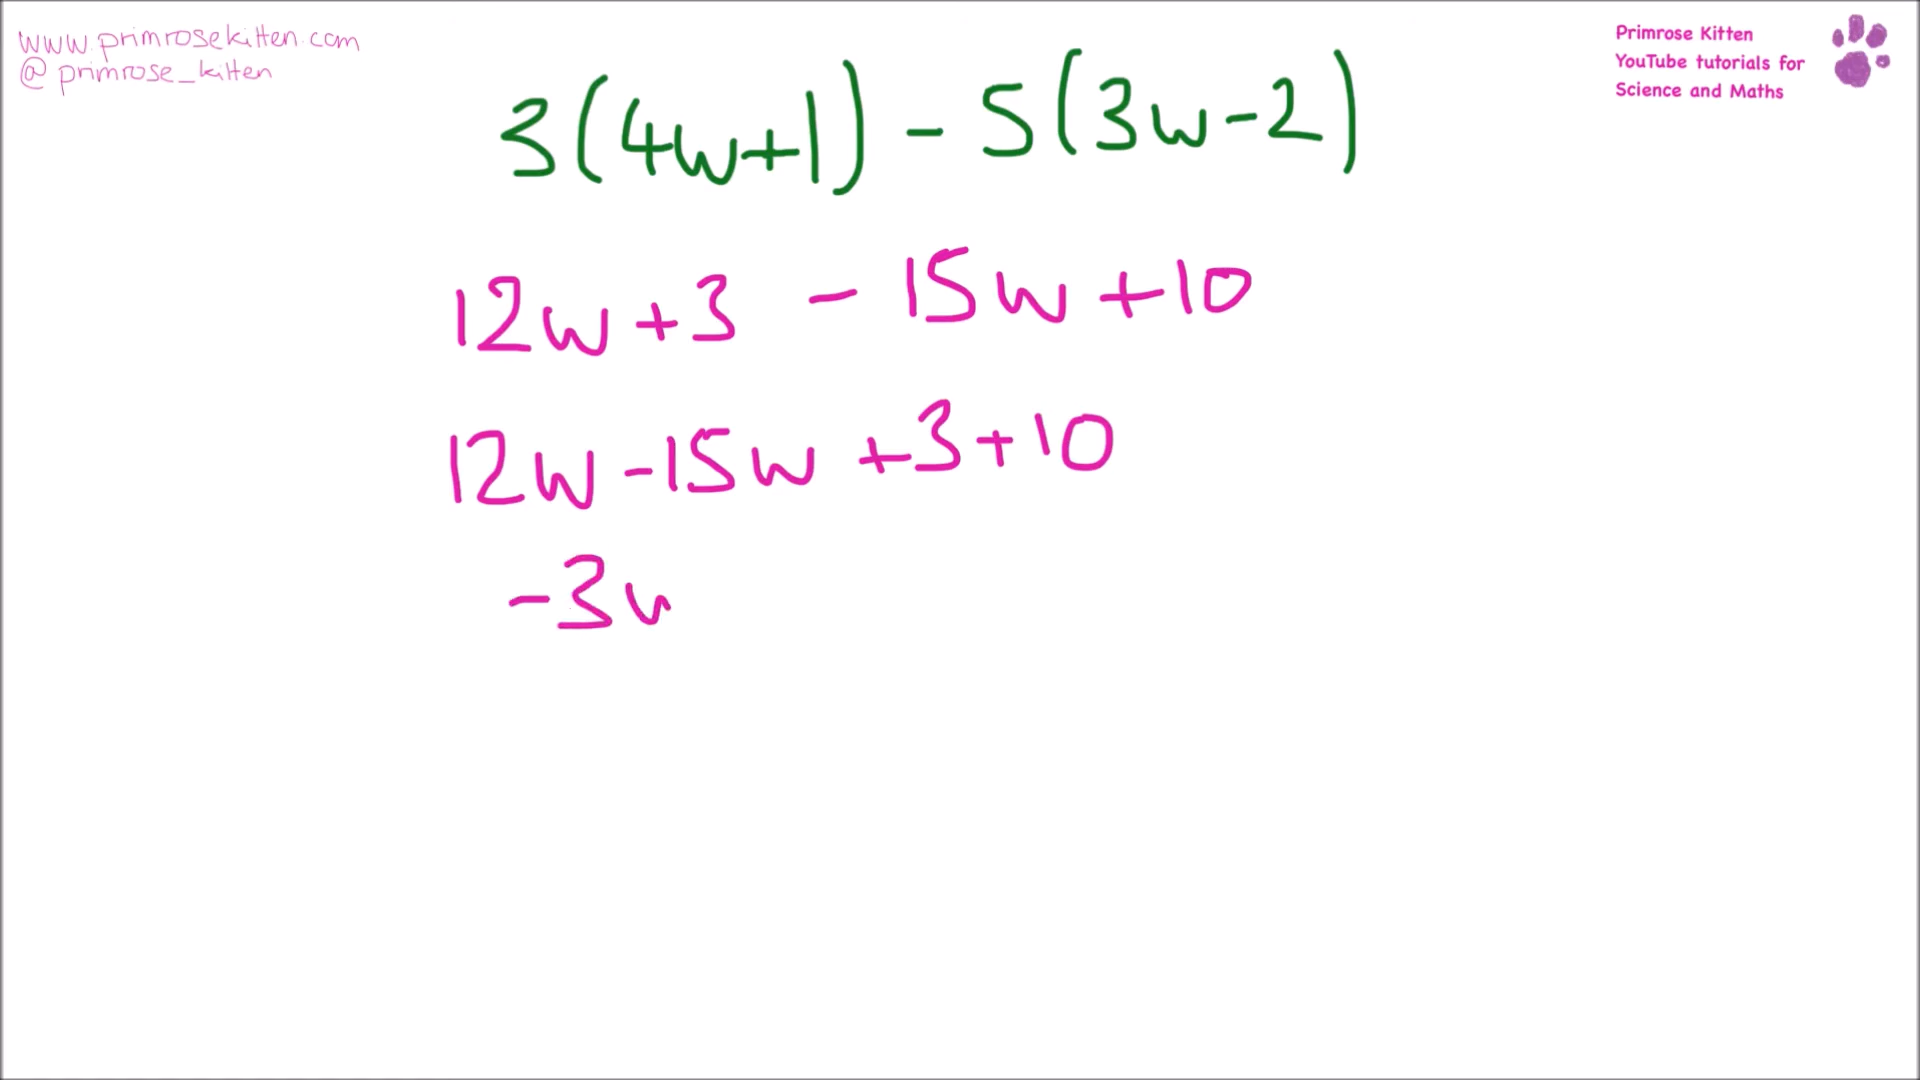 www.primrosekitten.com
@primrose_kitten
Primrose Kitten
YouTube tutorials for
Science and Maths
3(4w+1) - 5(3w-2)
12w+3 - 15w+10
12w-15w+3+10
-3w